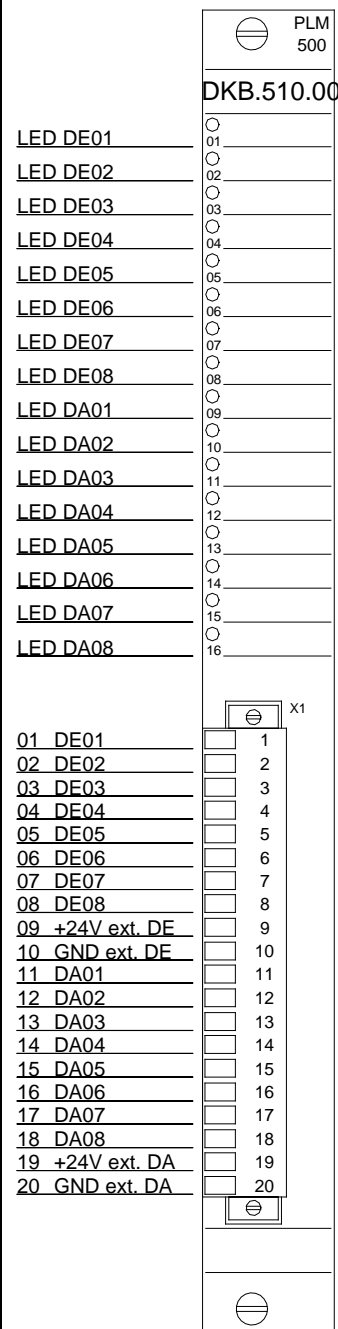 PLM
500
DKB.510.00
LED DE01 01
LED DE02 02
LED DE03 03
LED DE04 04
LED DE05 05
LED DE06 06
LED DE07 07
LED DE08 08
LED DA01 09
LED DA02 10
LED DA03 11
LED DA04 12
LED DA05 13
LED DA06 14
LED DA07 15
LED DA08 16
X1
01 DE01 1
02 DE02 2
03 DE03 3
04 DE04 4
05 DE05 5
06 DE06 6
07 DE07 7
08 DE08 8
09 +24V ext. DE 9
10 GND ext. DE 10
11 DA01 11
12 DA02 12
13 DA03 13
14 DA04 14
15 DA05 15
16 DA06 16
17 DA07 17
18 DA08 18
19 +24V ext. DA 19
20 GND ext. DA 20